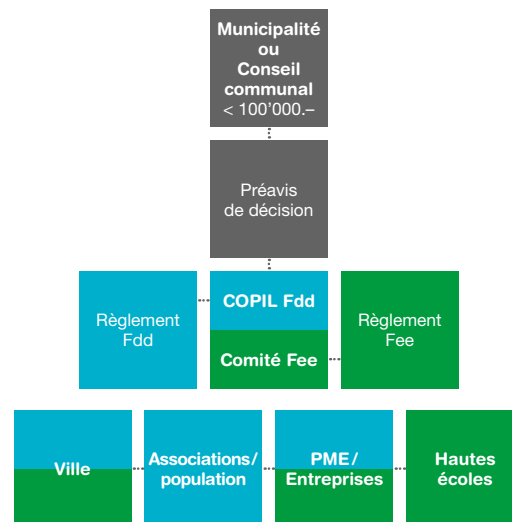 Municipalité
ou
Conseil
communal
< 100’000.–
Préavis
de décision
Règlement
Fdd
COPIL Fdd
Comité Fee
Règlement
Fee
Ville
Associations/
population
PME/
Entreprises
Hautes
écoles